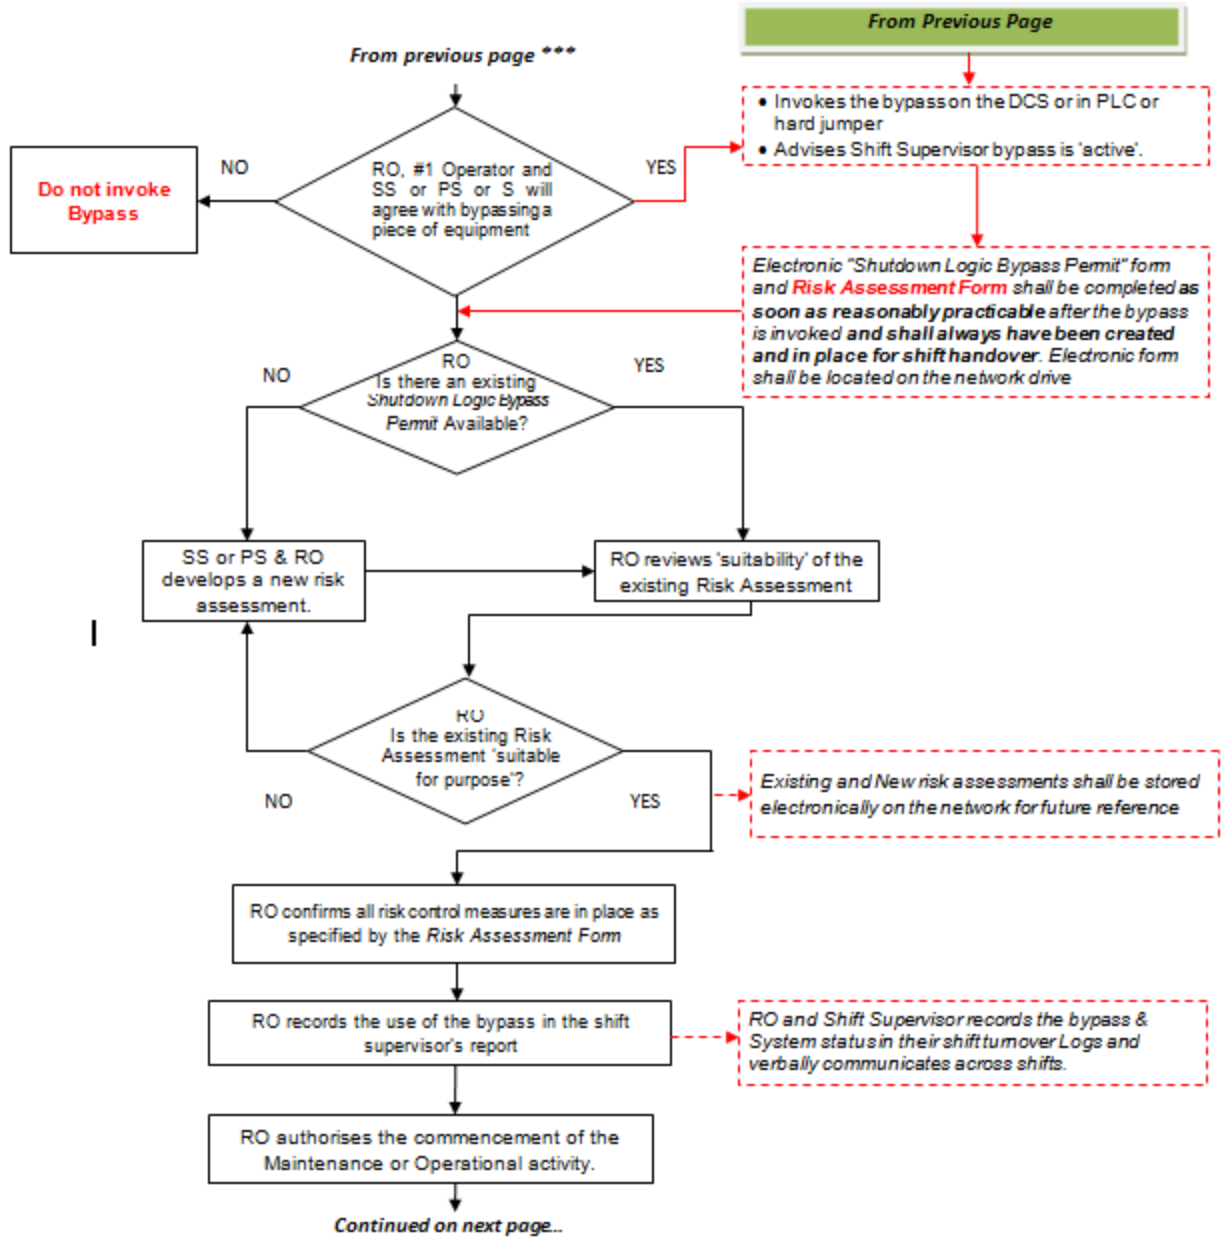 From Previous Page
From previous page ***
• Invokes the bypass on the DCS or in PLC or
hard jumper
• Advises Shift Supervisor bypass is 'active'.
NO
RO, #1 Operator and
SS or PS or S will
agree with bypassing a
piece of equipment
YES
Do not invoke
Bypass
Electronic "Shutdown Logic Bypass Permit" form
and Risk Assessment Form shall be completed as
soon as reasonably practicable after the bypass
is invoked and shall always have been created
and in place for shift handover. Electronic form
shall be located on the network drive
NO
RO
Is there an existing
Shutdown Logic Bypass
Permit Available?
YES
SS or PS & RO
develops a new risk
assessment.
RO reviews 'suitability' of the
existing Risk Assessment
RO
Is the existing Risk
Assessment "suitable
for purpose"?
NO
YES
Existing and New risk assessments shall be stored
electronically on the network for future reference
RO confirms all risk control measures are in place as
specified by the Risk Assessment Form
RO records the use of the bypass in the shift
supervisor's report
RO and Shift Supervisor records the bypass &
System status in their shift turnover Logs and
verbally communicates across shifts.
RO authorises the commencement of the
Maintenance or Operational activity.
Continued on next page...